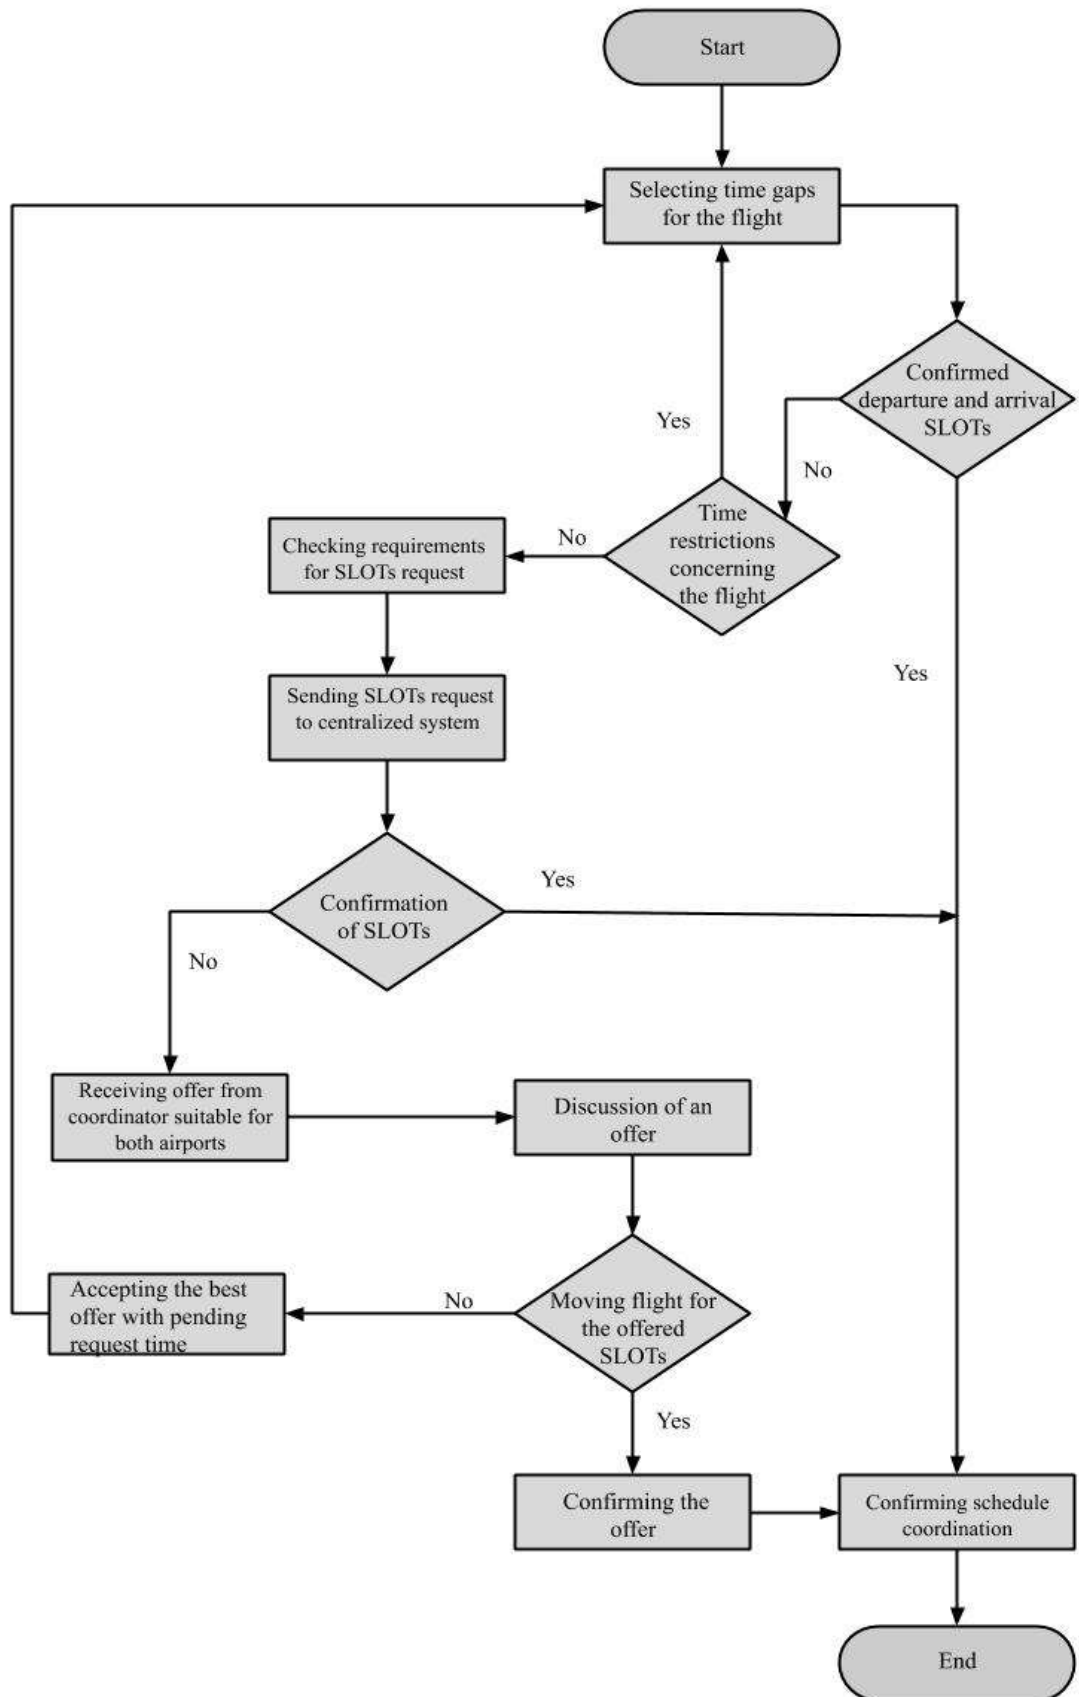 Start
Selecting time gaps
for the flight
Confirmed
departure and arrival
SLOTs
Yes
No
Time
restrictions
concerning
the flight
No
Checking requirements
for SLOTs request
Yes
Sending SLOTs request
to centralized system
Yes
Confirmation
of SLOTs
No
Receiving offer from
coordinator suitable for
both airports
Discussion of an
offer
Accepting the best
offer with pending
request time
No
Moving flight for
the offered
SLOTs
Yes
Confirming the
offer
Confirming schedule
coordination
End